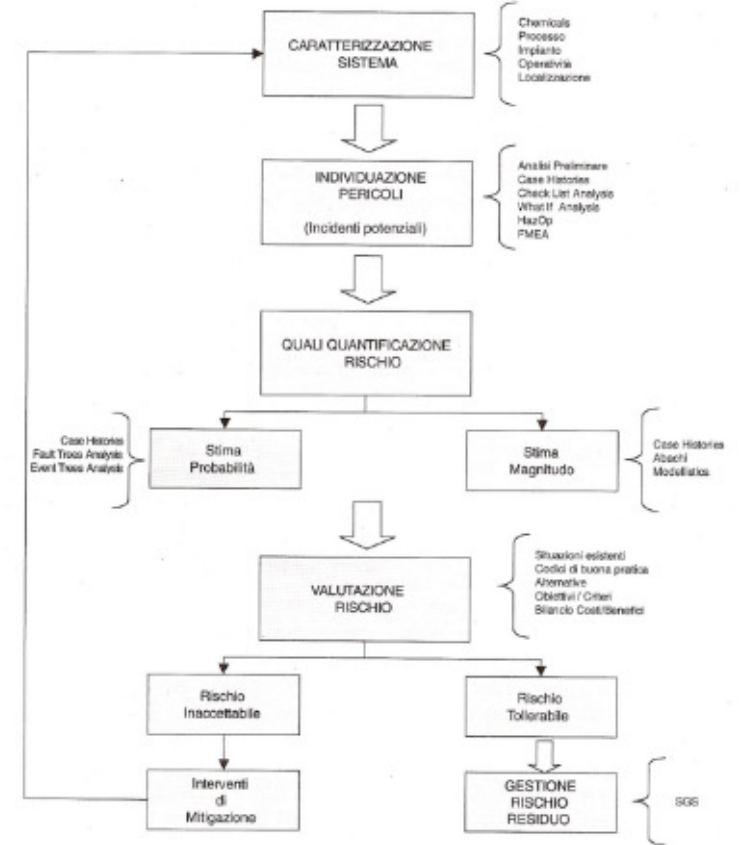 CARATTERIZZAZIONE
SISTEMA
Chemicals
Processo
Impianto
Operatività
Localizzazione
INDIVIDUAZIONE
PERICOLI
(Incidenti potenziali)
Analisi Preliminare
Case Histories
Check List Analysis
What If Analysis
HazOp
FMEA
QUALI QUANTIFICAZIONE
RISCHIO
Case Histories
Fault Trees Analysis
Event Trees Analysis
Stima
Probabilità
Stima
Magnitudo
Case Histories
Abachi
Modellistica
VALUTAZIONE
RISCHIO
Situazioni esistenti
Codici di buona pratica
Alternative
Obiettivi / Criteri
Bilancio Costi/Benefici
Rischio
Inaccettabile
Rischio
Tollerabile
Interventi
di
Mitigazione
GESTIONE
RISCHIO
RESIDUO
SGS